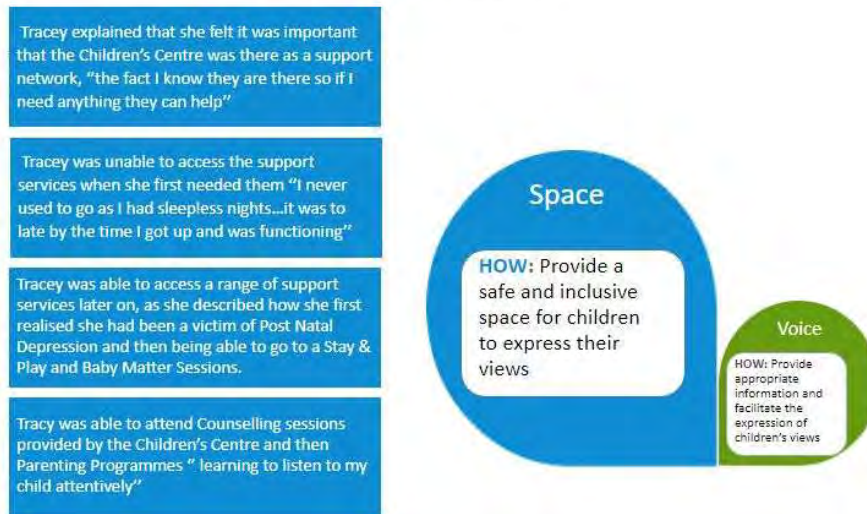 Tracey explained that she felt it was important
that the Children's Centre was there as a support
network, "the fact I know they are there so if I
need anything they can help"
Tracey was unable to access the support
services when she first needed them "I never
used to go as I had sleepless nights...it was to
late by the time I got up and was functioning"
Tracey was able to access a range of support
services later on, as she described how she first
realised she had been a victim of Post Natal
Depression and then being able to go to a Stay &
Play and Baby Matter Sessions.
Tracy was able to attend Counselling sessions
provided by the Children's Centre and then
Parenting Programmes " learning to listen to my
child attentively"
Space
HOW: Provide a
safe and inclusive
space for children
to express their
views
Voice
HOW: Provide
appropriate
information and
facilitate the
expression of
children's views